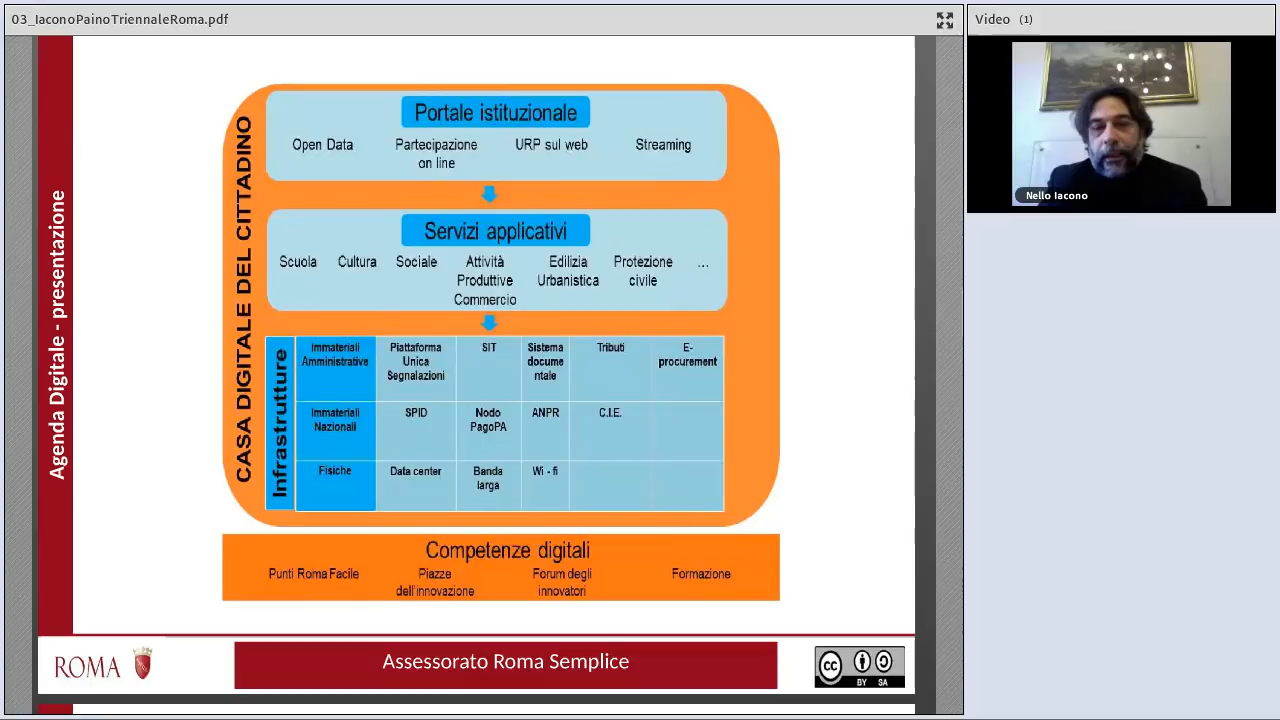 03_IaconoPainoTriennaleRoma.pdf
Video (1)
Nello Iacono
Agenda Digitale - presentazione
CASA DIGITALE DEL CITTADINO
Portale istituzionale
Open Data
Partecipazione
on line
URP sul web
Streaming
Servizi applicativi
Scuola
Cultura
Sociale
Attività
Produttive
Commercio
Edilizia
Urbanistica
Protezione
civile
...
Infrastrutture
Immateriali
Amministrative
Piattaforma
Unica
Segnalazioni
SIT
Sistema
docume
ntale
Tributi
E-
procurement
Immateriali
Nazionali
SPID
Nodo
PagoPA
ANPR
C.I.E.
Fisiche
Data center
Banda
larga
Wi - fi
Competenze digitali
Punti Roma Facile
Piazze
dell'innovazione
Forum degli
innovatori
Formazione
ROMA
Assessorato Roma Semplice
cc
BY SA